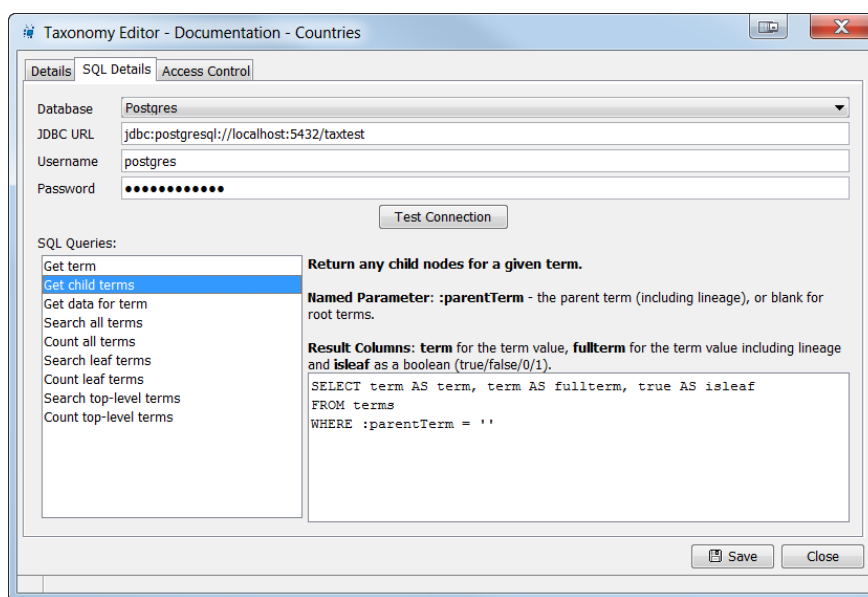 Taxonomy Editor - Documentation - Countries
Details SQL Details Access Control
Database Postgres
JDBC URL jdbc:postgresql://localhost:5432/taxtest
Username postgres
Password ●●●●●●●●●●●●
Test Connection
SQL Queries:
Get term
Get child terms
Get data for term
Search all terms
Count all terms
Search leaf terms
Count leaf terms
Search top-level terms
Count top-level terms
Return any child nodes for a given term.
Named Parameter: :parentTerm - the parent term (including lineage), or blank for
root terms.
Result Columns: term for the term value, fullterm for the term value including lineage
and isleaf as a boolean (true/false/0/1).
SELECT term AS term, term AS fullterm, true AS isleaf
FROM terms
WHERE :parentTerm = ''
Save Close